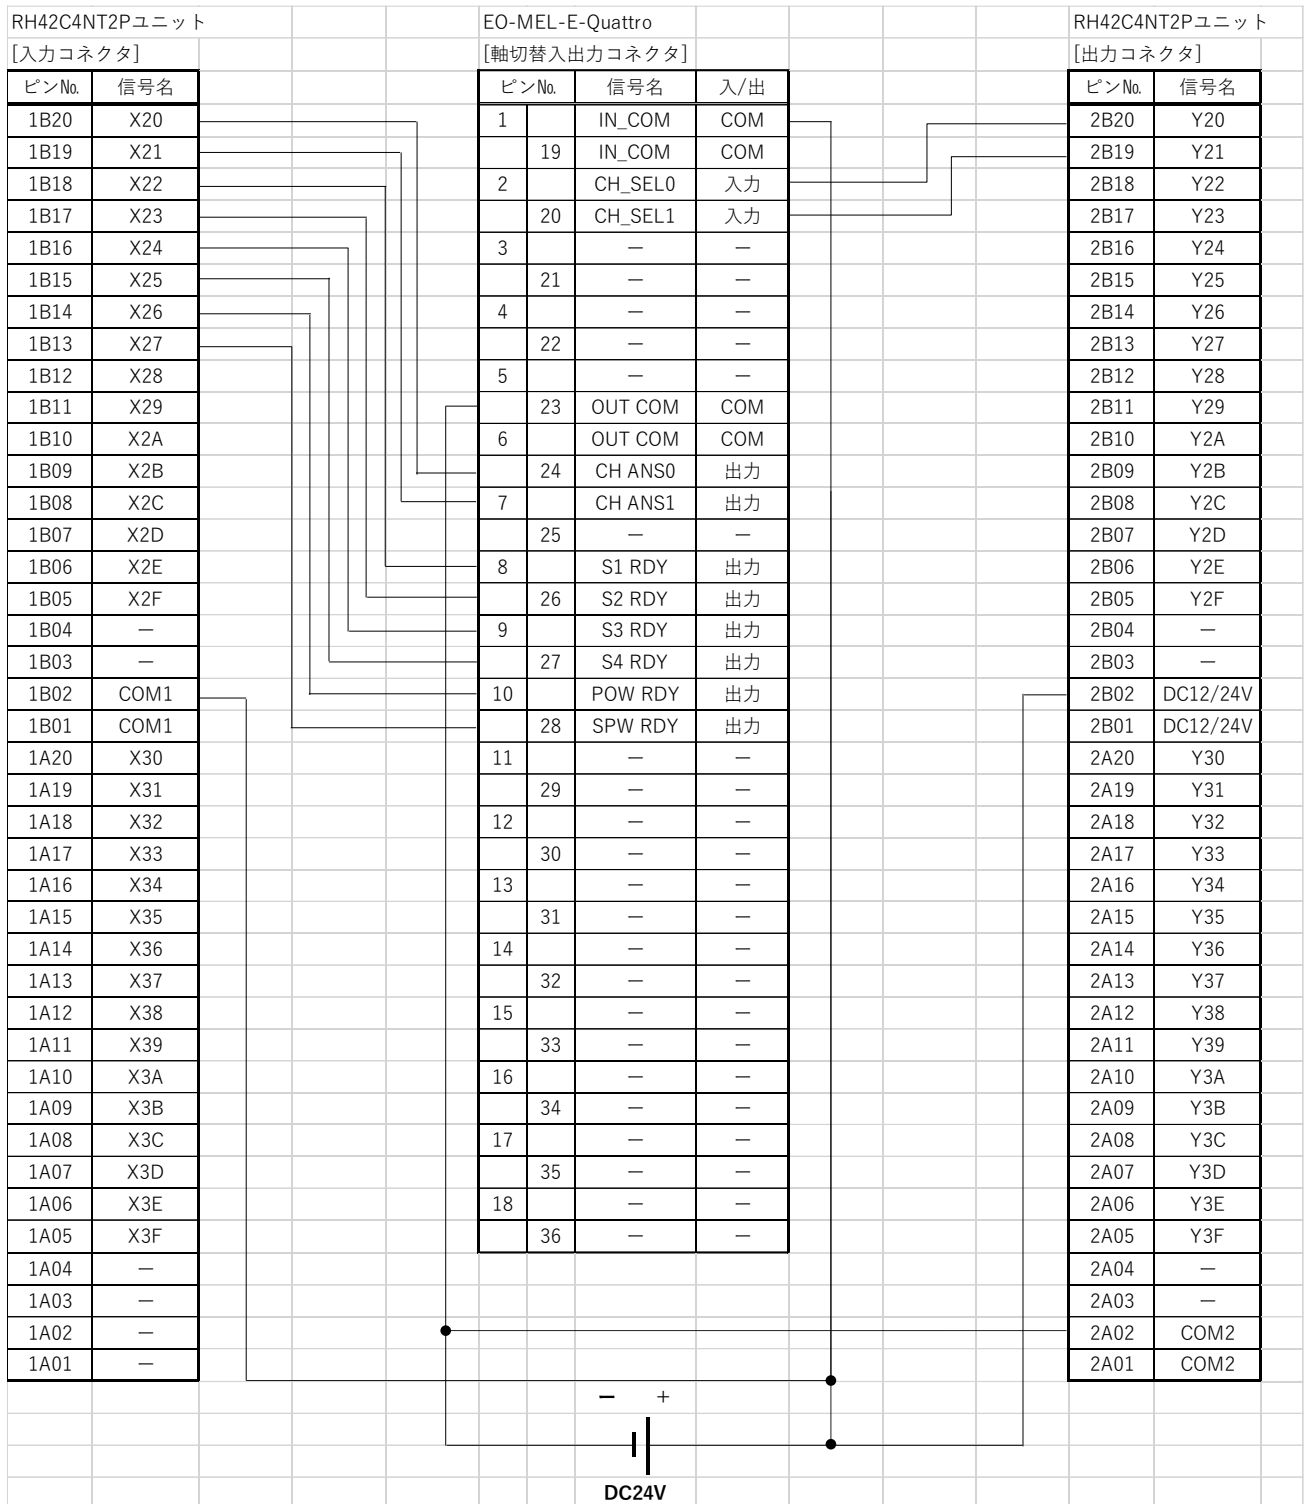 RH42C4NT2Pユニット EO-MEL-E-Quattro RH42C4NT2Pユニット
[入力コネクタ] [軸切替入出力コネクタ] [出力コネクタ]
ピン№ 信号名 ピン№ 信号名 入/出 ピン№ 信号名
1B20 X20 1 IN_COM COM 2B20 Y20
1B19 X21 19 IN_COM COM 2B19 Y21
1B18 X22 2 CH_SEL0 入力 2B18 Y22
1B17 X23 20 CH_SEL1 入力 2B17 Y23
1B16 X24 3 － － 2B16 Y24
1B15 X25 21 － － 2B15 Y25
1B14 X26 4 － － 2B14 Y26
1B13 X27 22 － － 2B13 Y27
1B12 X28 5 － － 2B12 Y28
1B11 X29 23 OUT COM COM 2B11 Y29
1B10 X2A 6 OUT COM COM 2B10 Y2A
1B09 X2B 24 CH ANS0 出力 2B09 Y2B
1B08 X2C 7 CH ANS1 出力 2B08 Y2C
1B07 X2D 25 － － 2B07 Y2D
1B06 X2E 8 S1 RDY 出力 2B06 Y2E
1B05 X2F 26 S2 RDY 出力 2B05 Y2F
1B04 － 9 S3 RDY 出力 2B04 －
1B03 － 27 S4 RDY 出力 2B03 －
1B02 COM1 10 POW RDY 出力 2B02 DC12/24V
1B01 COM1 28 SPW RDY 出力 2B01 DC12/24V
1A20 X30 11 － － 2A20 Y30
1A19 X31 29 － － 2A19 Y31
1A18 X32 12 － － 2A18 Y32
1A17 X33 30 － － 2A17 Y33
1A16 X34 13 － － 2A16 Y34
1A15 X35 31 － － 2A15 Y35
1A14 X36 14 － － 2A14 Y36
1A13 X37 32 － － 2A13 Y37
1A12 X38 15 － － 2A12 Y38
1A11 X39 33 － － 2A11 Y39
1A10 X3A 16 － － 2A10 Y3A
1A09 X3B 34 － － 2A09 Y3B
1A08 X3C 17 － － 2A08 Y3C
1A07 X3D 35 － － 2A07 Y3D
1A06 X3E 18 － － 2A06 Y3E
1A05 X3F 36 － － 2A05 Y3F
1A04 － 2A04 －
1A03 － 2A03 －
1A02 － 2A02 COM2
1A01 － 2A01 COM2
－ +
DC24V